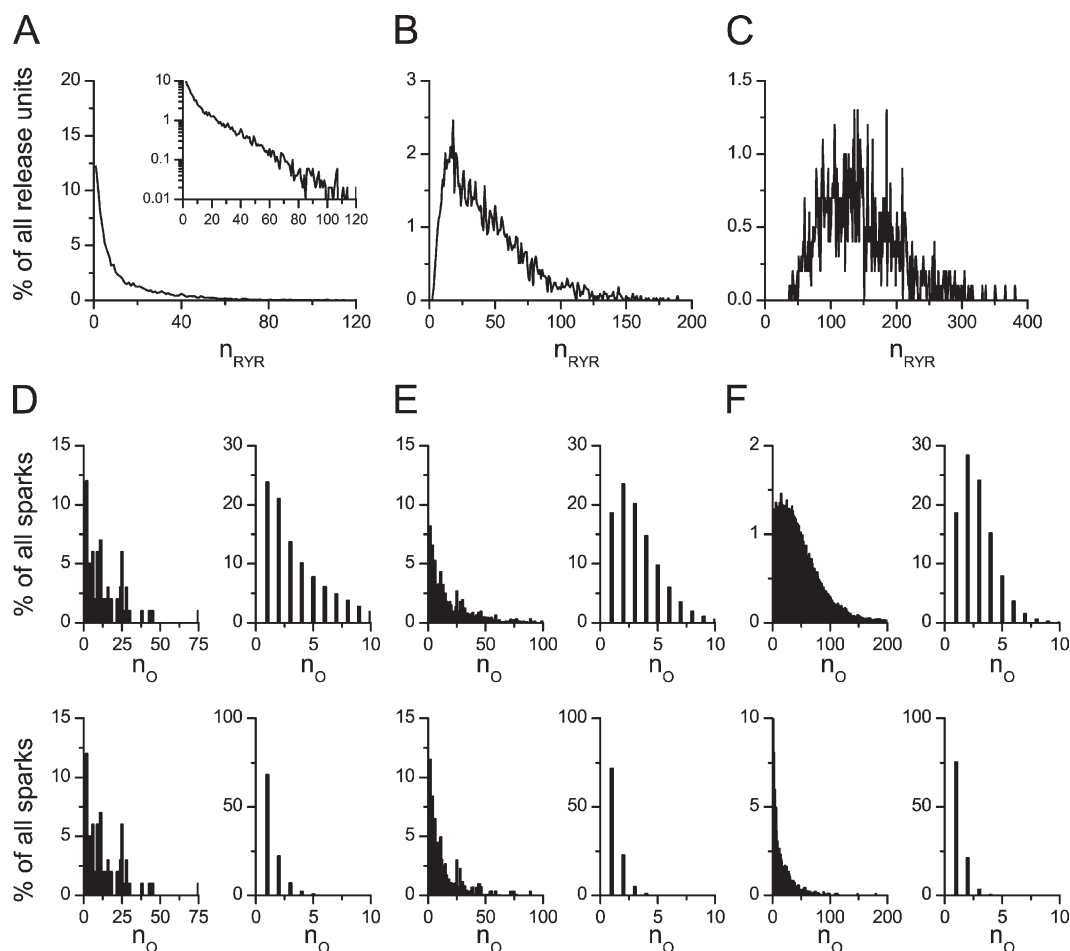 A
B
C
% of all release units
20
15
10
5
0
0 40 80 120
n_RYR
10
1
0.1
0.01
0 20 40 60 80 100 120
3
2
1
0
0 50 100 150 200
n_RYR
1.5
1.0
0.5
0.0
0 100 200 300 400
n_RYR
D
E
F
% of all sparks
15
10
5
0
0 25 50 75
n_O
30
20
10
0
0 5 10
n_O
15
10
5
0
0 50 100
n_O
30
20
10
0
0 5 10
n_O
2
1
0
0 100 200
n_O
30
20
10
0
0 5 10
n_O
% of all sparks
15
10
5
0
0 25 50 75
n_O
100
50
0
0 5 10
n_O
15
10
5
0
0 50 100
n_O
100
50
0
0 5 10
n_O
10
5
0
0 100 200
n_O
100
50
0
0 5 10
n_O